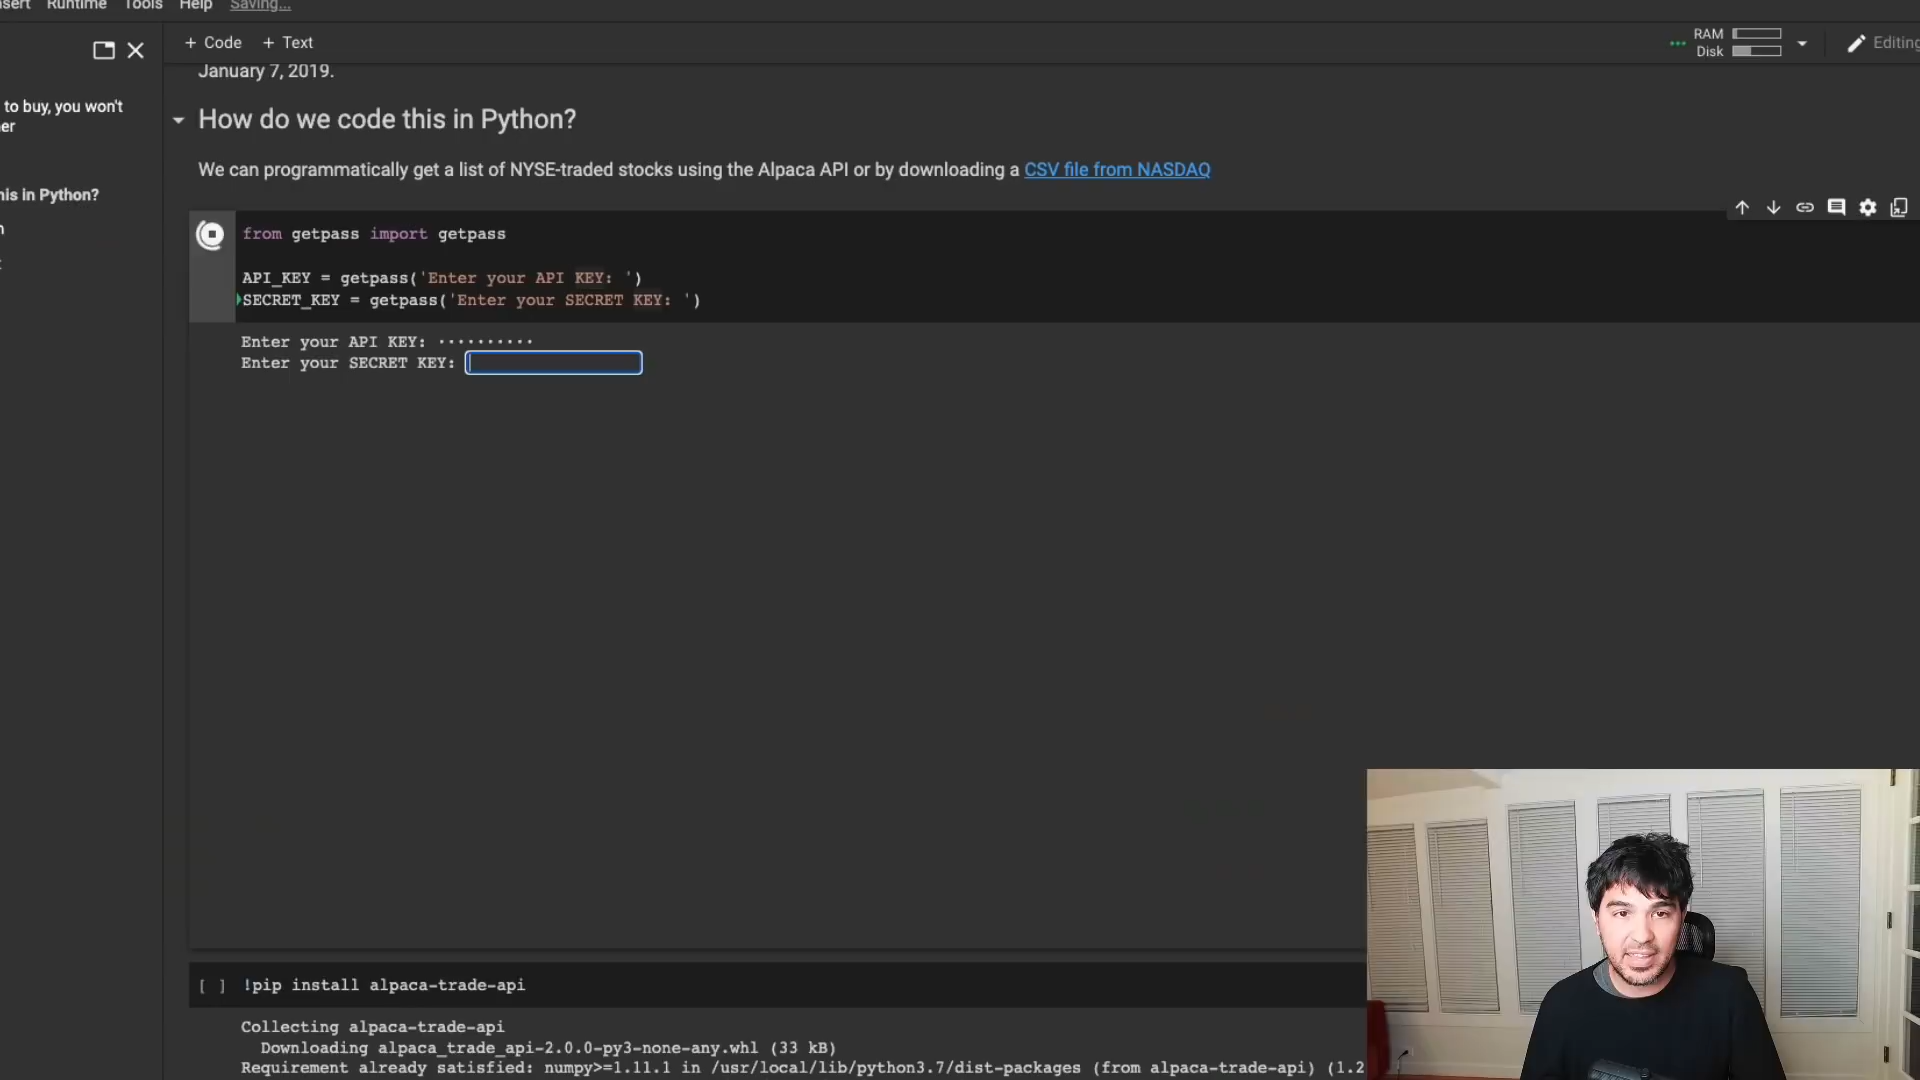 Runtime Tools Help Saving...
+ Code + Text
RAM
Disk
Editing
January 7, 2019.
to buy, you won't
How do we code this in Python?
We can programmatically get a list of NYSE-traded stocks using the Alpaca API or by downloading a CSV file from NASDAQ
his in Python?
from getpass import getpass
API_KEY = getpass('Enter your API KEY: ')
SECRET_KEY = getpass('Enter your SECRET KEY: ')
Enter your API KEY: ··········
Enter your SECRET KEY:
[ ] !pip install alpaca-trade-api
Collecting alpaca-trade-api
Downloading alpaca_trade_api-2.0.0-py3-none-any.whl (33 kB)
Requirement already satisfied: numpy>=1.11.1 in /usr/local/lib/python3.7/dist-packages (from alpaca-trade-api) (1.2